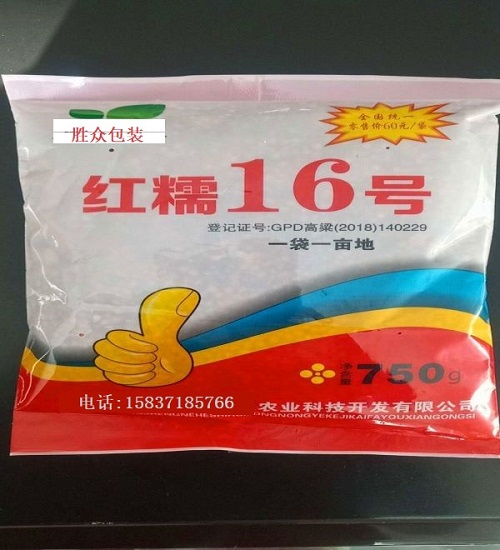 全国统一
零售价60元/袋
胜众包装
红糯16号
登记证号:GPD高粱(2018)140229
一袋一亩地
净含量 750g
电话:15837185766
农业科技开发有限公司
NONGYEKEJIKAIFAYOUXIANGONGSI